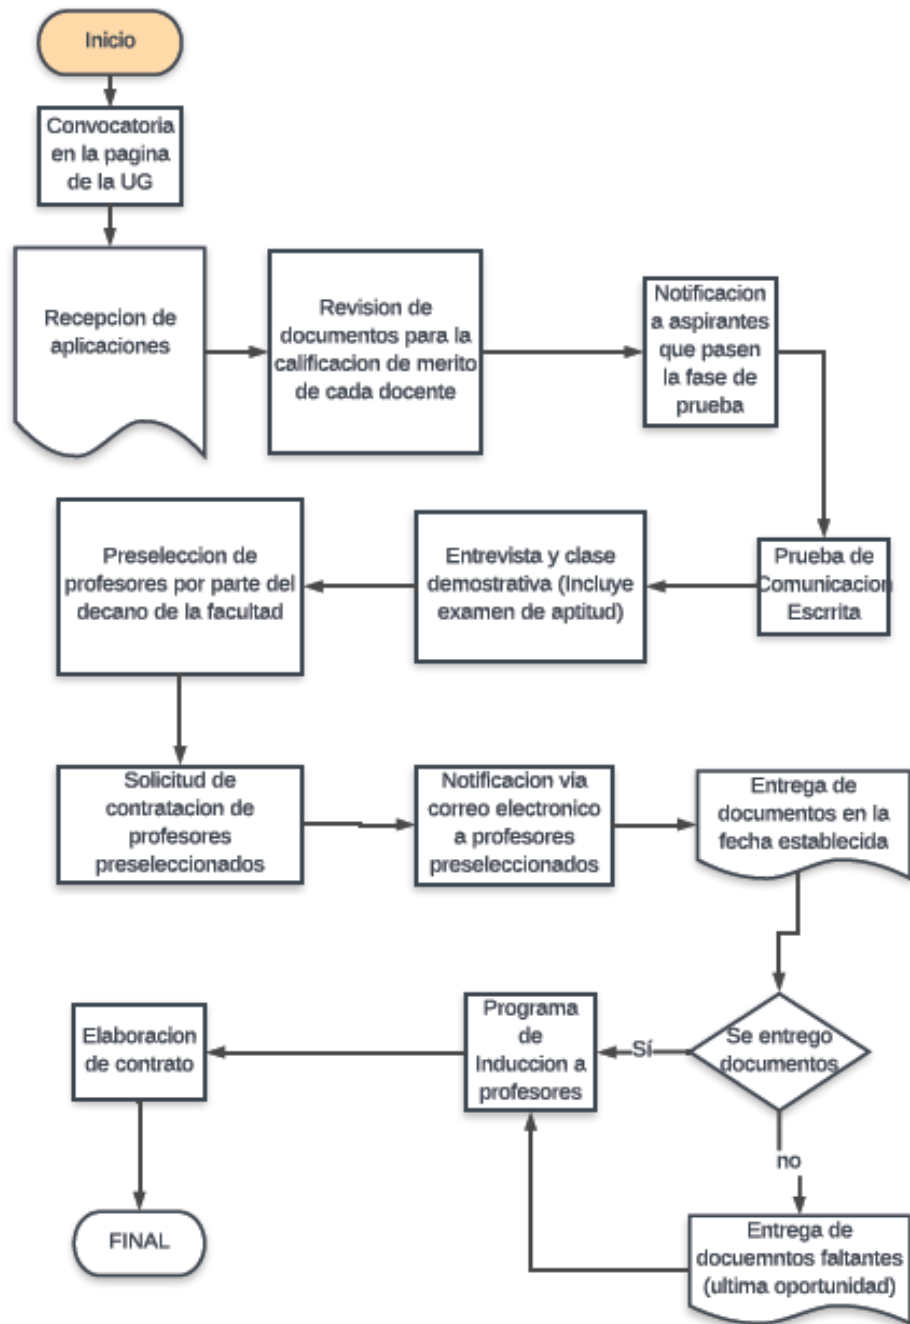 Inicio
Convocatoria
en la pagina
de la UG
Recepcion de
aplicaciones
Revision de
documentos para la
calificacion de merito
de cada docente
Notificacion
a aspirantes
que pasen
la fase de
prueba
Prueba de
Comunicacion
Escrrita
Entrevista y clase
demostrativa (Incluye
examen de aptitud)
Preseleccion de
profesores por parte del
decano de la facultad
Solicitud de
contratacion de
profesores
preseleccionados
Notificacion via
correo electronico
a profesores
preseleccionados
Entrega de
documentos en la
fecha establecida
Se entrego
documentos
Sí
no
Programa
de
Induccion a
profesores
Elaboracion
de contrato
FINAL
Entrega de
docuemntos faltantes
(ultima oportunidad)